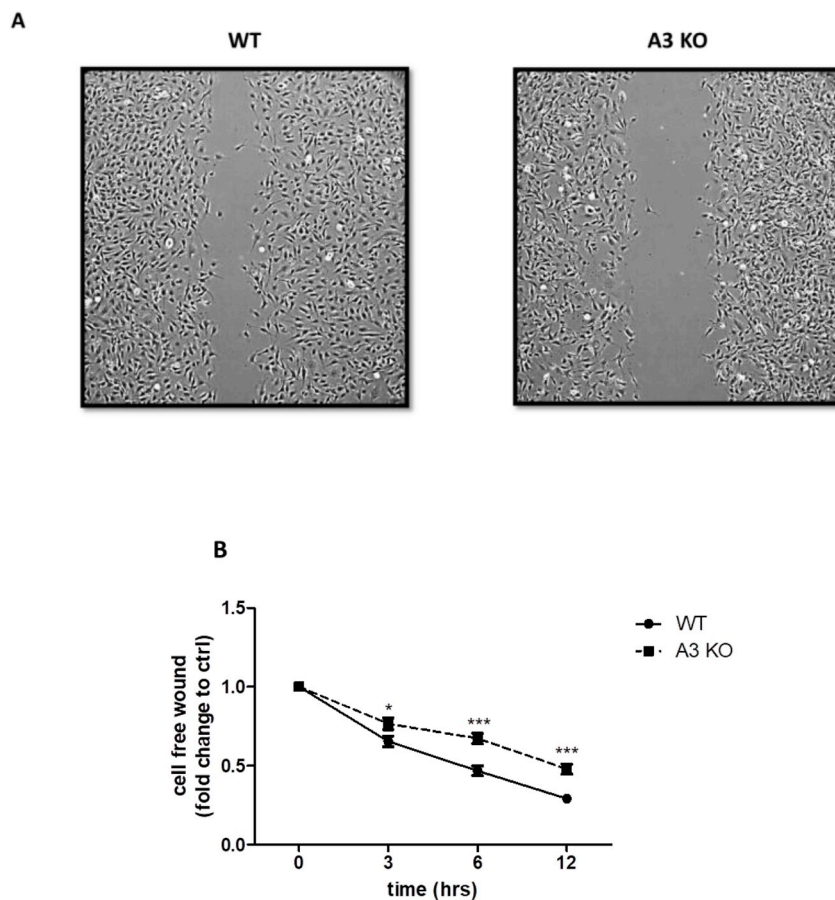 A
WT
A3 KO
B
1.5
1.0
0.5
0.0
cell free wound
(fold change to ctrl)
*
***
***
0 3 6 12
time (hrs)
WT
A3 KO